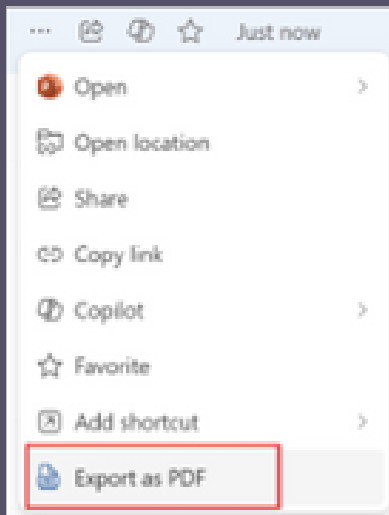 Just now
Open
Open location
Share
Copy link
Copilot
Favorite
Add shortcut
Export as PDF